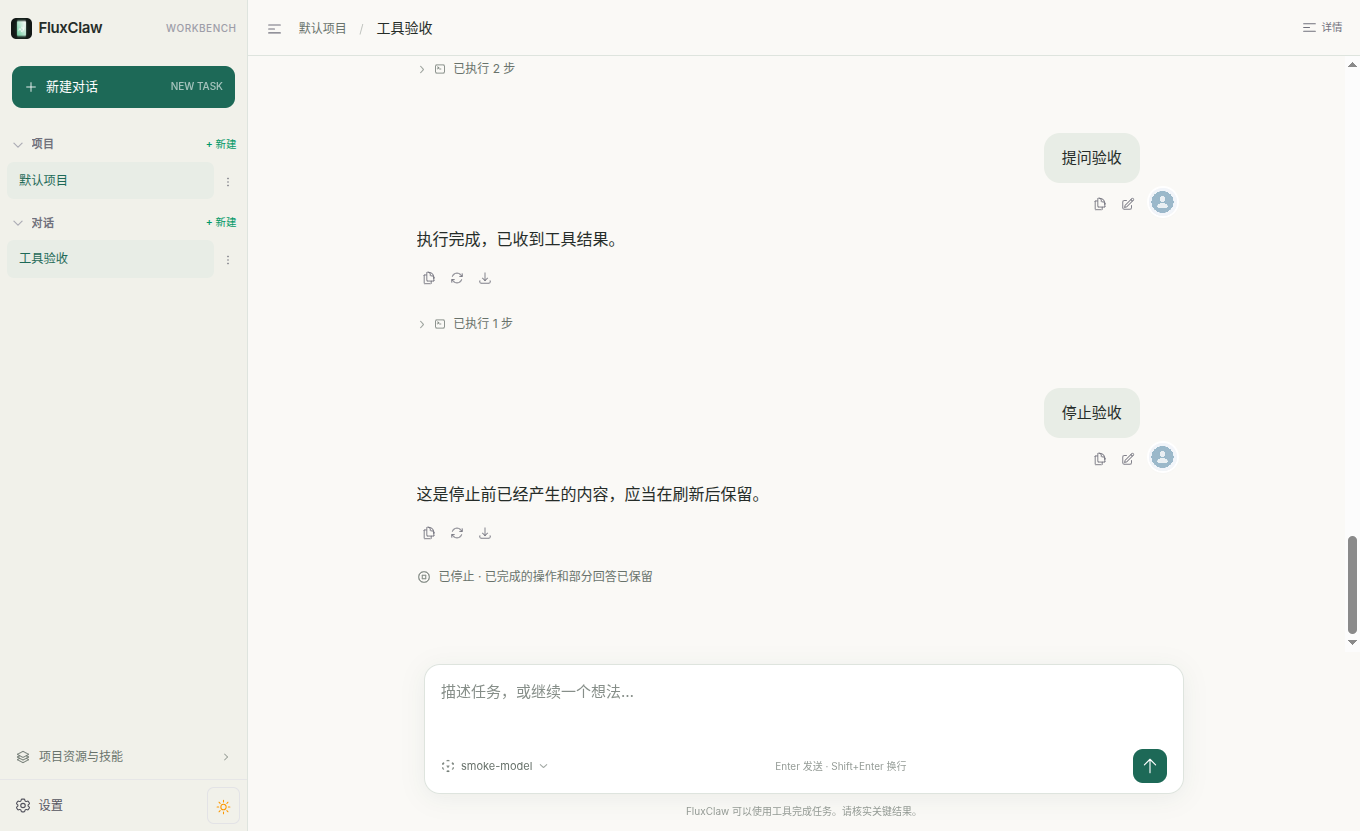 FluxClaw WORKBENCH
新建对话 NEW TASK
项目 + 新建
默认项目
对话 + 新建
工具验收
项目资源与技能
设置
默认项目 / 工具验收
详情
已执行 2 步
提问验收
执行完成，已收到工具结果。
已执行 1 步
停止验收
这是停止前已经产生的内容，应当在刷新后保留。
已停止 · 已完成的操作和部分回答已保留
描述任务，或继续一个想法...
smoke-model
Enter 发送 · Shift+Enter 换行
FluxClaw 可以使用工具完成任务。请核实关键结果。